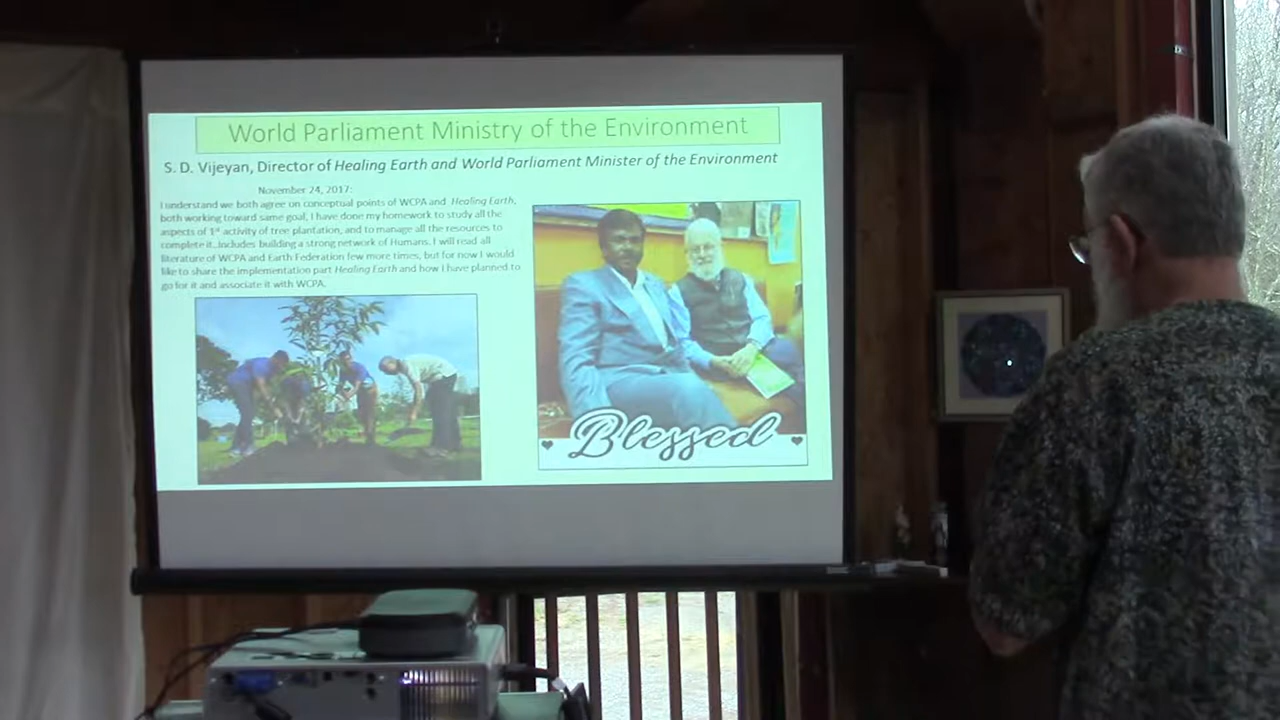 World Parliament Ministry of the Environment
S. D. Vijeyan, Director of Healing Earth and World Parliament Minister of the Environment
November 24, 2017:
I understand we both agree on conceptual points of WCPA and Healing Earth,
both working toward same goal, I have done my homework to study all the
aspects of 1st activity of tree plantation, and to manage all the resources to
complete it..Includes building a strong network of Humans. I will read all
literature of WCPA and Earth Federation few more times, but for now I would
like to share the implementation part Healing Earth and how I have planned to
go for it and associate it with WCPA.
Blessed